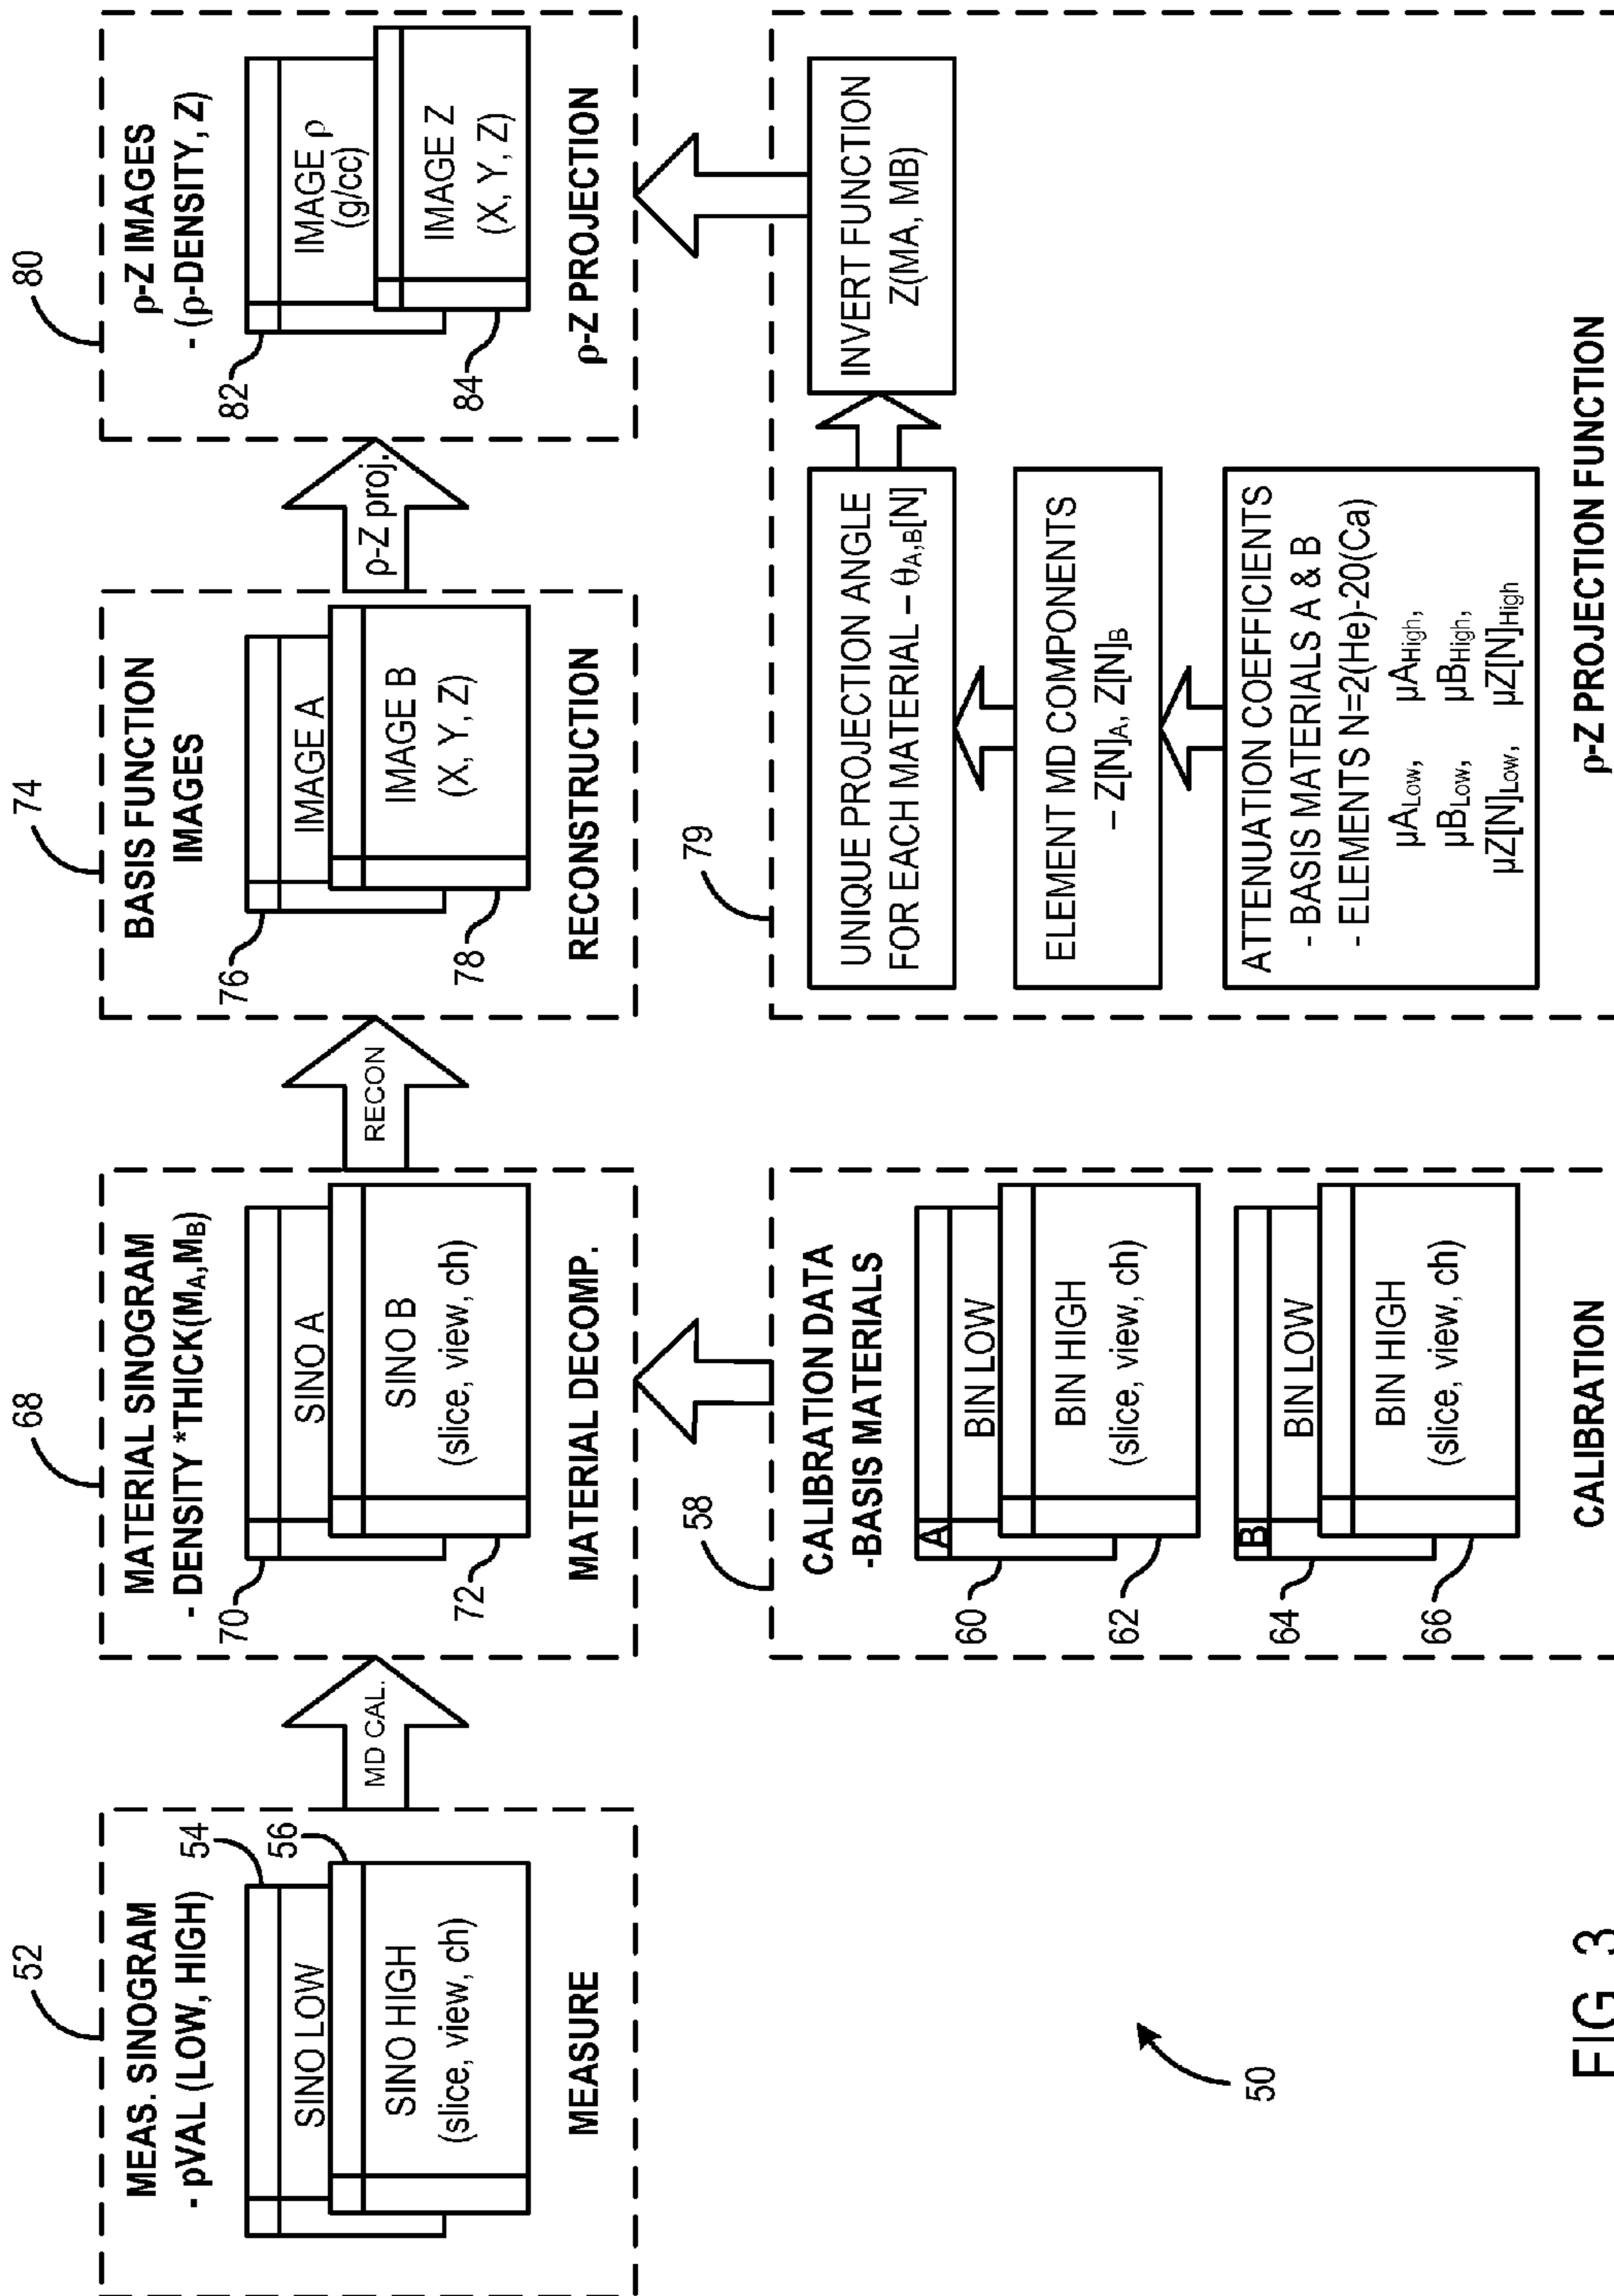 52
MEAS. SINOGRAM
- pVAL (LOW, HIGH)
54
SINO LOW
56
SINO HIGH
(slice, view, ch)
MEASURE
MD CAL.
68
MATERIAL SINOGRAM
- DENSITY *THICK(MA,MB)
70
SINO A
SINO B
(slice, view, ch)
72
MATERIAL DECOMP.
RECON
74
BASIS FUNCTION
IMAGES
76
IMAGE A
IMAGE B
(X, Y, Z)
78
RECONSTRUCTION
ρ-Z proj.
80
ρ-Z IMAGES
- (ρ-DENSITY, Z)
82
IMAGE ρ
(g/cc)
IMAGE Z
(X, Y, Z)
84
ρ-Z PROJECTION
58
CALIBRATION DATA
-BASIS MATERIALS
A
BIN LOW
60
BIN HIGH
(slice, view, ch)
62
B
BIN LOW
64
BIN HIGH
(slice, view, ch)
66
CALIBRATION
79
UNIQUE PROJECTION ANGLE
FOR EACH MATERIAL – θA,B[N]
INVERT FUNCTION
Z(MA, MB)
ELEMENT MD COMPONENTS
– Z[N]A, Z[N]B
ATTENUATION COEFFICIENTS
- BASIS MATERIALS A & B
- ELEMENTS N=2(He)-20(Ca)
μALow, μAHigh,
μBLow, μBHigh,
μZ[N]Low, μZ[N]High
ρ-Z PROJECTION FUNCTION
50
FIG. 3